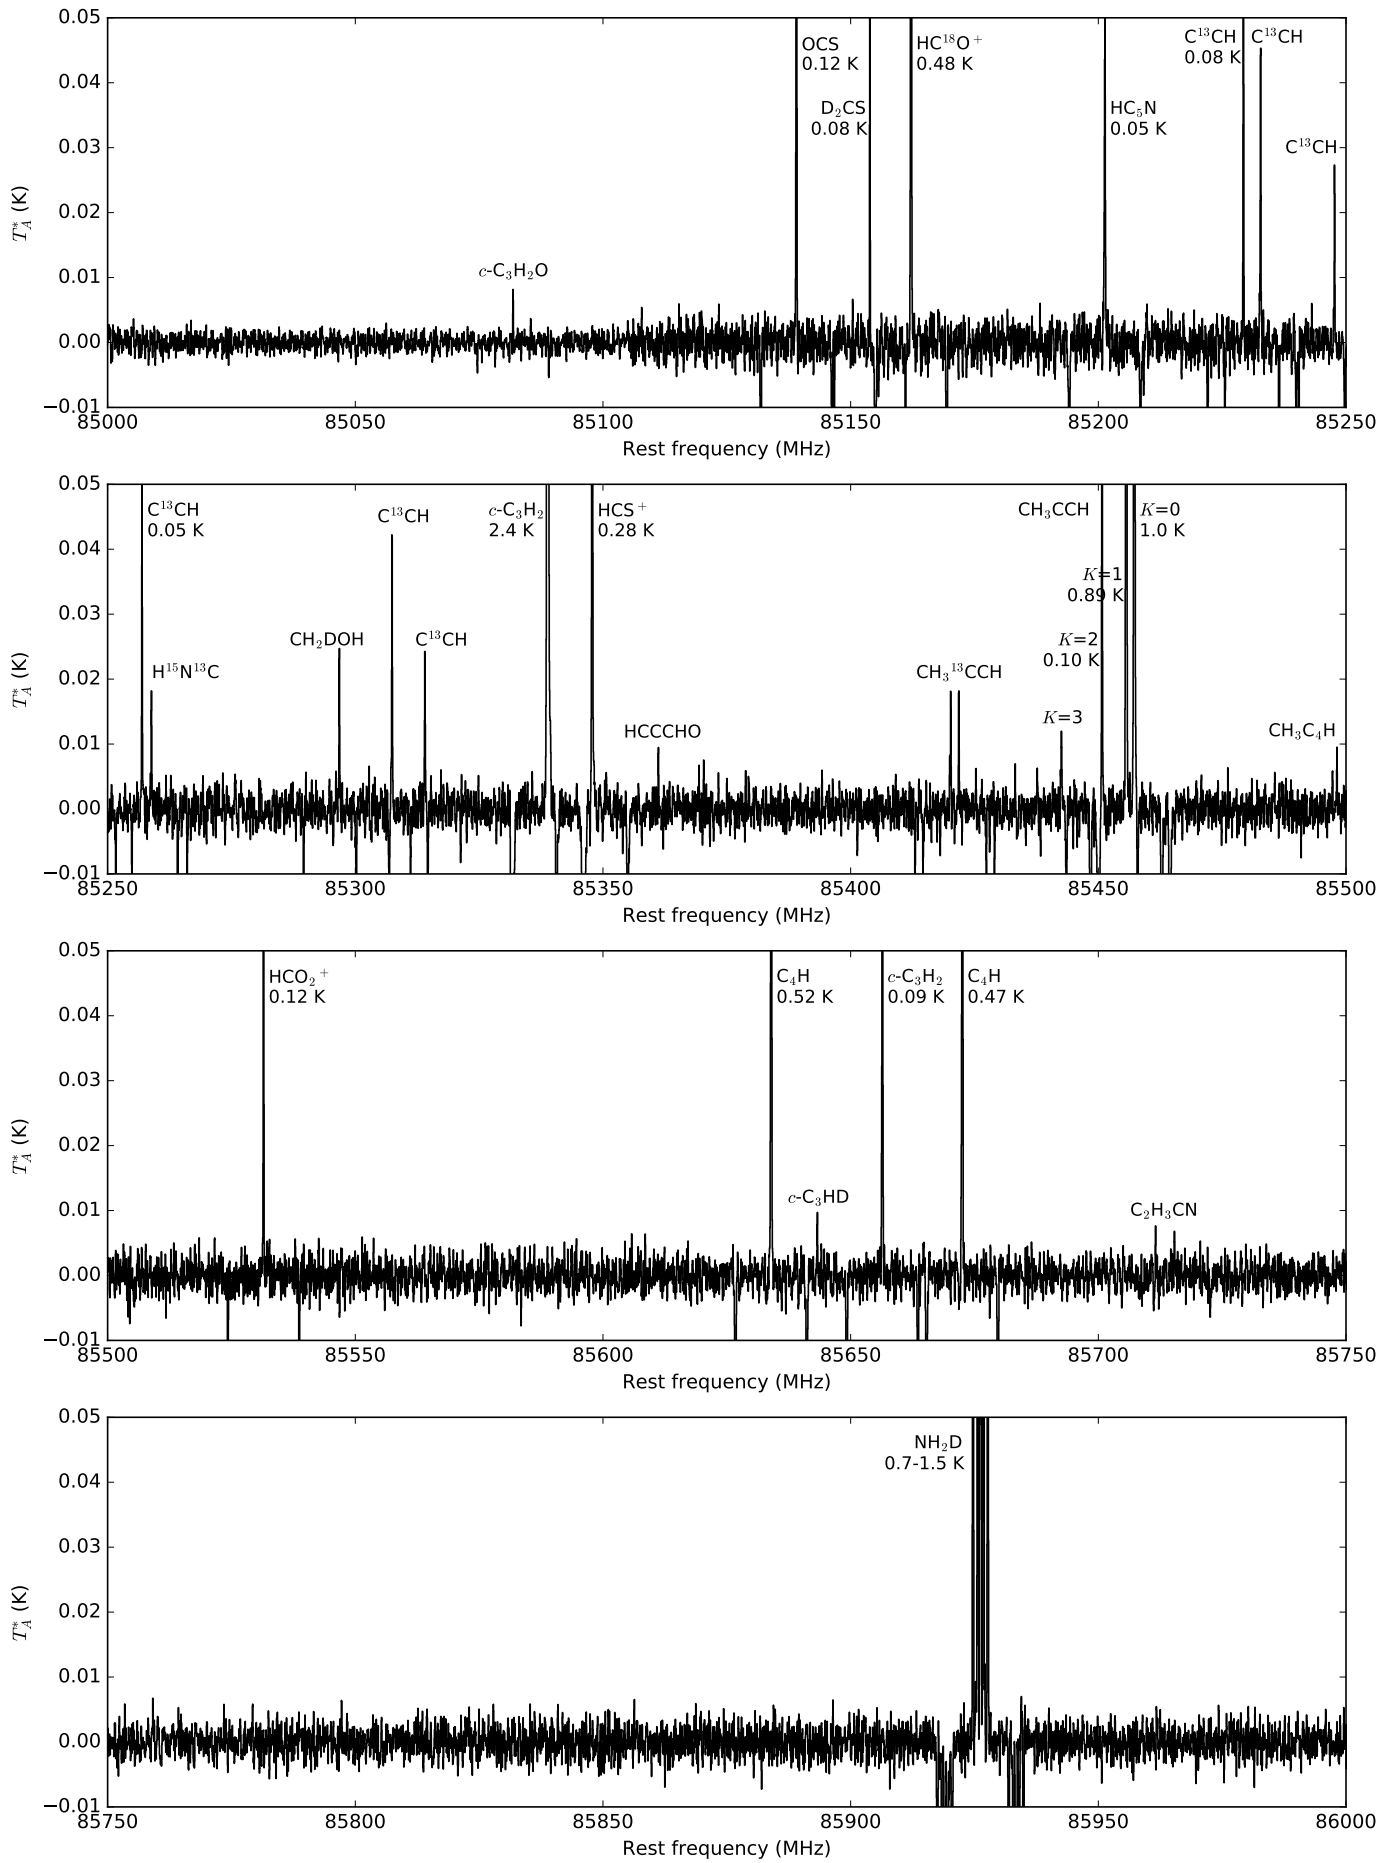 0.05
0.04
0.03
0.02
0.01
0.00
−0.01
T*A (K)
OCS
0.12 K
HC¹⁸O⁺
0.48 K
C¹³CH
0.08 K
C¹³CH
D₂CS
0.08 K
HC₅N
0.05 K
C¹³CH
c-C₃H₂O
85000 85050 85100 85150 85200 85250
Rest frequency (MHz)
0.05
0.04
0.03
0.02
0.01
0.00
−0.01
T*A (K)
C¹³CH
0.05 K
C¹³CH
c-C₃H₂
2.4 K
HCS⁺
0.28 K
CH₃CCH
K=0
1.0 K
K=1
0.89 K
CH₂DOH
C¹³CH
K=2
0.10 K
H¹⁵N¹³C
CH₃¹³CCH
HCCCHO
K=3
CH₃C₄H
85250 85300 85350 85400 85450 85500
Rest frequency (MHz)
0.05
0.04
0.03
0.02
0.01
0.00
−0.01
T*A (K)
HCO₂⁺
0.12 K
C₄H
0.52 K
c-C₃H₂
0.09 K
C₄H
0.47 K
c-C₃HD
C₂H₃CN
85500 85550 85600 85650 85700 85750
Rest frequency (MHz)
0.05
0.04
0.03
0.02
0.01
0.00
−0.01
T*A (K)
NH₂D
0.7-1.5 K
85750 85800 85850 85900 85950 86000
Rest frequency (MHz)